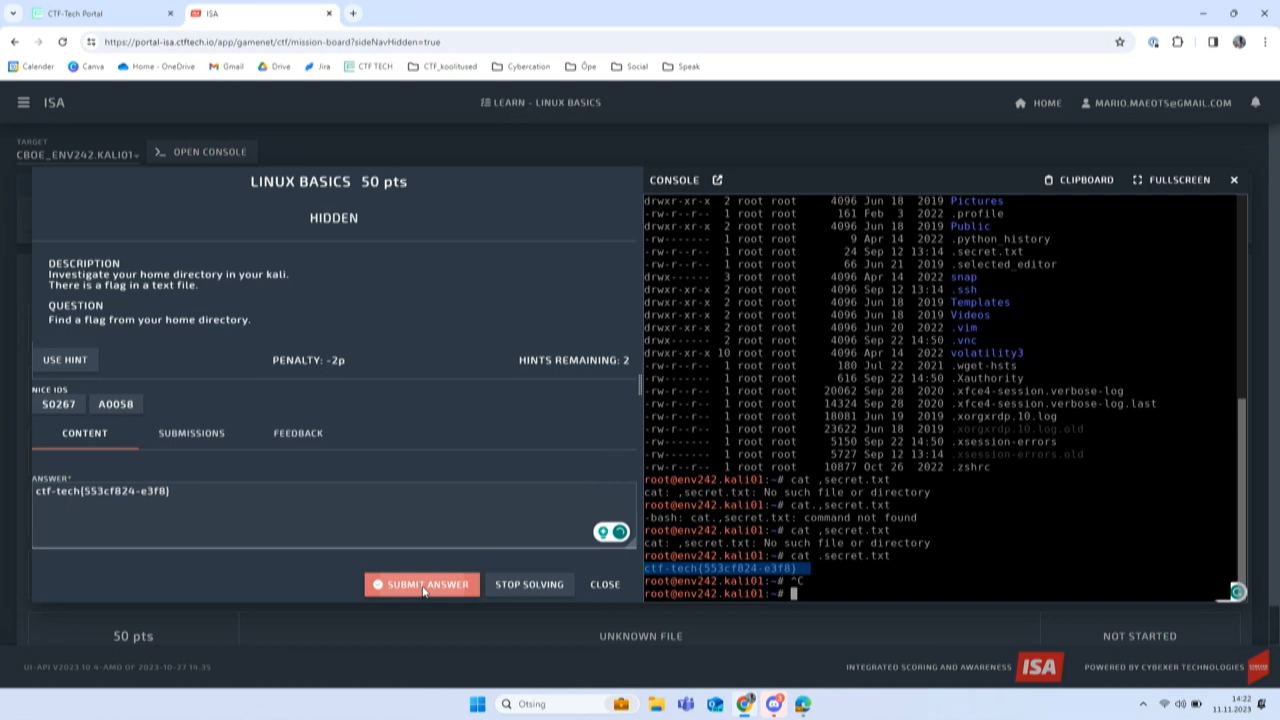 CTF-Tech Portal
ISA
https://portal-isa.ctftech.io/app/gamenet/ctf/mission-board?sideNavHidden=true
Calender Canva Home - OneDrive Gmail Drive Jira CTF TECH CTF_koolitused Cybercation Õpe Social Speak
ISA
LEARN - LINUX BASICS
HOME
MARIO.MAEOTS@GMAIL.COM
TARGET
CBOE_ENV242.KALI01
OPEN CONSOLE
LINUX BASICS 50 pts
HIDDEN
DESCRIPTION
Investigate your home directory in your kali.
There is a flag in a text file.
QUESTION
Find a flag from your home directory.
USE HINT
PENALTY: -2p
HINTS REMAINING: 2
NICE IDS
S0267 A0058
CONTENT SUBMISSIONS FEEDBACK
ANSWER*
ctf-tech{553cf824-e3f8}
SUBMIT ANSWER STOP SOLVING CLOSE
CONSOLE
CLIPBOARD FULLSCREEN
drwxr-xr-x 2 root root 4096 Jun 18 2019 Pictures
-rw-r--r-- 1 root root 161 Feb 3 2022 .profile
drwxr-xr-x 2 root root 4096 Jun 18 2019 Public
-rw------- 1 root root 9 Apr 14 2022 .python_history
-rw-r--r-- 1 root root 24 Sep 12 13:14 .secret.txt
-rw-r--r-- 1 root root 66 Jun 21 2019 .selected_editor
drwx------ 3 root root 4096 Apr 14 2022 snap
drwxr-xr-x 2 root root 4096 Sep 12 13:14 .ssh
drwxr-xr-x 2 root root 4096 Jun 18 2019 Templates
drwxr-xr-x 2 root root 4096 Jun 18 2019 Videos
drwxr-xr-x 2 root root 4096 Jun 20 2022 .vim
drwx------ 2 root root 4096 Sep 22 14:50 .vnc
drwxr-xr-x 10 root root 4096 Apr 14 2022 volatility3
-rw-r--r-- 1 root root 180 Jul 22 2021 .wget-hsts
-rw------- 1 root root 616 Sep 22 14:50 .Xauthority
-rw-r--r-- 1 root root 20062 Sep 28 2020 .xfce4-session.verbose-log
-rw-r--r-- 1 root root 14324 Sep 28 2020 .xfce4-session.verbose-log.last
-rw-r--r-- 1 root root 18081 Jun 19 2019 .xorgxrdp.10.log
-rw-r--r-- 1 root root 23622 Jun 18 2019 .xorgxrdp.10.log.old
-rw------- 1 root root 5150 Sep 22 14:50 .xsession-errors
-rw------- 1 root root 5727 Sep 12 13:14 .xsession-errors.old
-rw-r--r-- 1 root root 10877 Oct 26 2022 .zshrc
root@env242.kali01:~# cat ,secret.txt
cat: ,secret.txt: No such file or directory
root@env242.kali01:~# cat.,secret.txt
-bash: cat.,secret.txt: command not found
root@env242.kali01:~# cat ,secret.txt
cat: ,secret.txt: No such file or directory
root@env242.kali01:~# cat .secret.txt
ctf-tech{553cf824-e3f8}
root@env242.kali01:~# ^C
root@env242.kali01:~#
50 pts
UNKNOWN FILE
NOT STARTED
UI-API V2023.10.4-AMD OF 2023-10-27 14.35
INTEGRATED SCORING AND AWARENESS ISA
POWERED BY CYBEXER TECHNOLOGIES
Otsing
14:22
11.11.2023